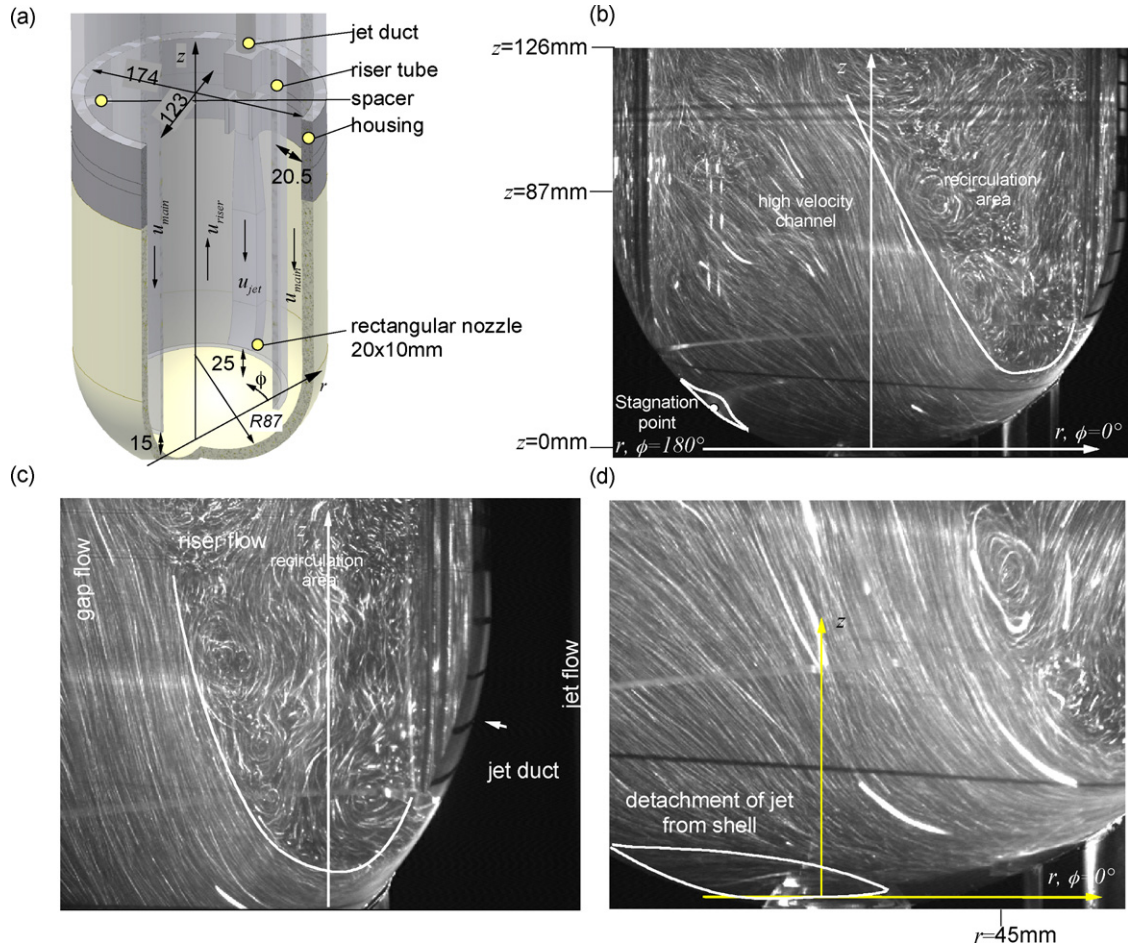 (a)
jet duct
z
174
riser tube
spacer
123
housing
20.5
u_main
u_riser
u_jet
u_main
rectangular nozzle
20x10mm
25
ϕ
r
R87
15
(b)
z=126mm
z
z=87mm
recirculation
area
high velocity
channel
Stagnation
point
z=0mm
r, ϕ=180°
r, ϕ=0°
(c)
riser-flow
z
recirculation
area
gap flow
jet flow
jet duct
(d)
z
detachment of jet
from shell
r, ϕ=0°
r=45mm